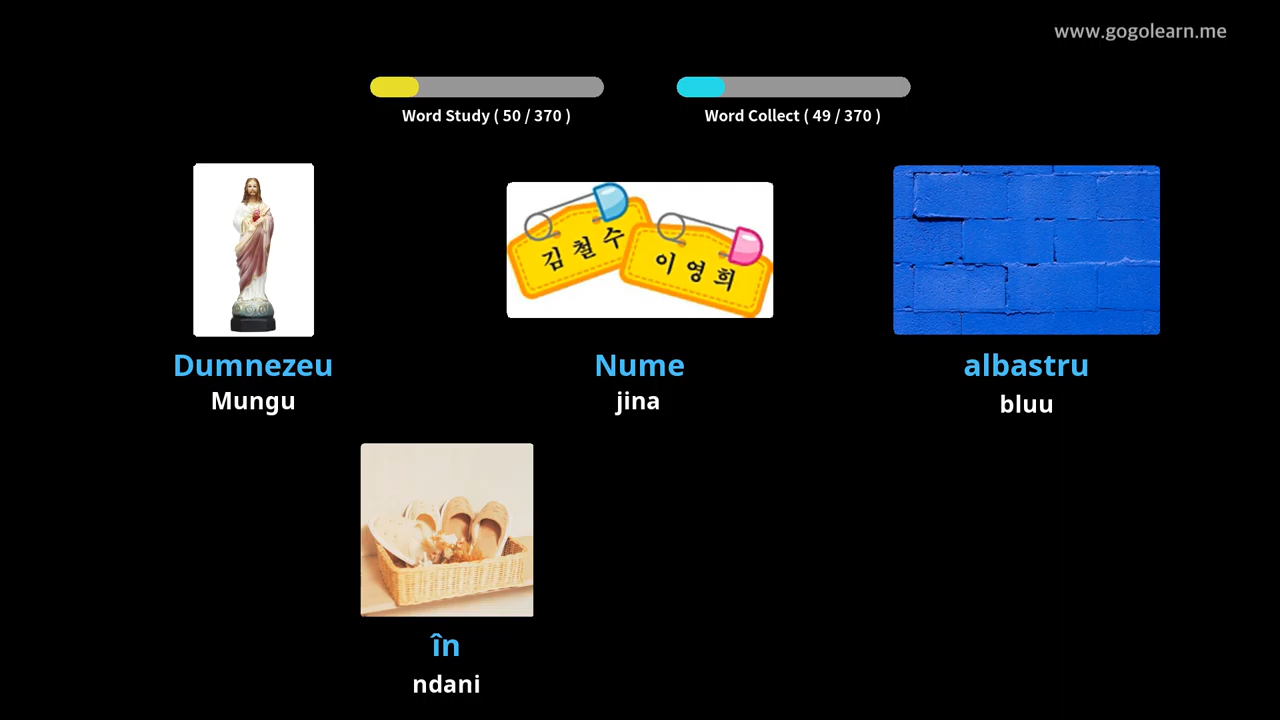 www.gogolearn.me
Word Study ( 50 / 370 )
Word Collect ( 49 / 370 )
김철수
이영희
Dumnezeu
Mungu
Nume
jina
albastru
bluu
în
ndani